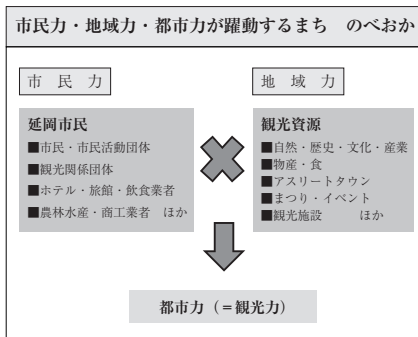 市民力・地域力・都市力が躍動するまち　のべおか
市　民　力
延岡市民
■市民・市民活動団体
■観光関係団体
■ホテル・旅館・飲食業者
■農林水産・商工業者　ほか
地　域　力
観光資源
■自然・歴史・文化・産業
■物産・食
■アスリートタウン
■まつり・イベント
■観光施設　　　ほか
都市力（＝観光力）